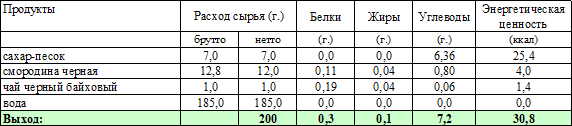 Продукты Расход сырья (г.) Белки Жиры Углеводы Энергетическая ценность
брутто нетто (г.) (г.) (г.) (ккал)
сахар-песок 7,0 7,0 0,0 0,0 6,36 25,4
смородина черная 12,8 12,0 0,11 0,04 0,80 4,0
чай черный байховый 1,0 1,0 0,19 0,04 0,06 1,4
вода 185,0 185,0 0,0 0,0 0,0 0,0
Выход: 200 0,3 0,1 7,2 30,8